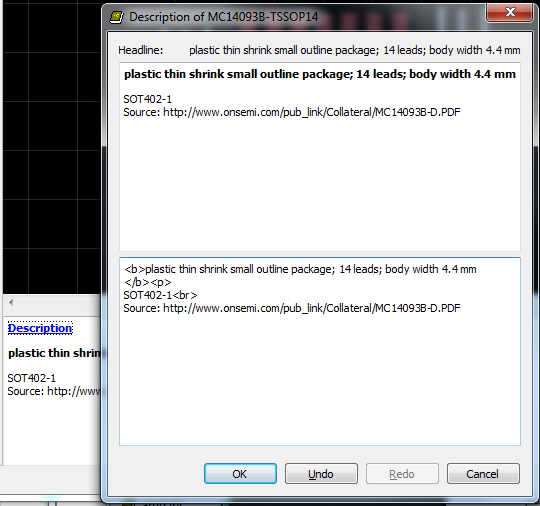 Description of MC14093B-TSSOP14
Headline: plastic thin shrink small outline package; 14 leads; body width 4.4 mm
plastic thin shrink small outline package; 14 leads; body width 4.4 mm
SOT402-1
Source: http://www.onsemi.com/pub_link/Collateral/MC14093B-D.PDF
<b>plastic thin shrink small outline package; 14 leads; body width 4.4 mm
</b><p>
SOT402-1<br>
Source: http://www.onsemi.com/pub_link/Collateral/MC14093B-D.PDF
Description
plastic thin shrin
SOT402-1
Source: http://www
OK
Undo
Redo
Cancel